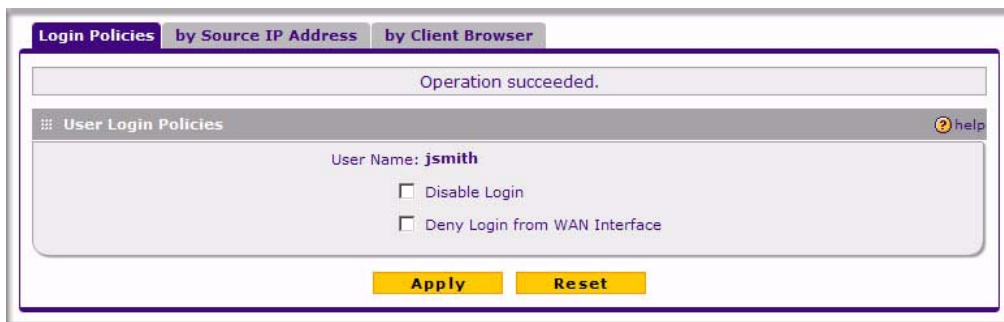 Login Policies by Source IP Address by Client Browser
Operation succeeded.
User Login Policies ? help
User Name: jsmith
Disable Login
Deny Login from WAN Interface
Apply Reset